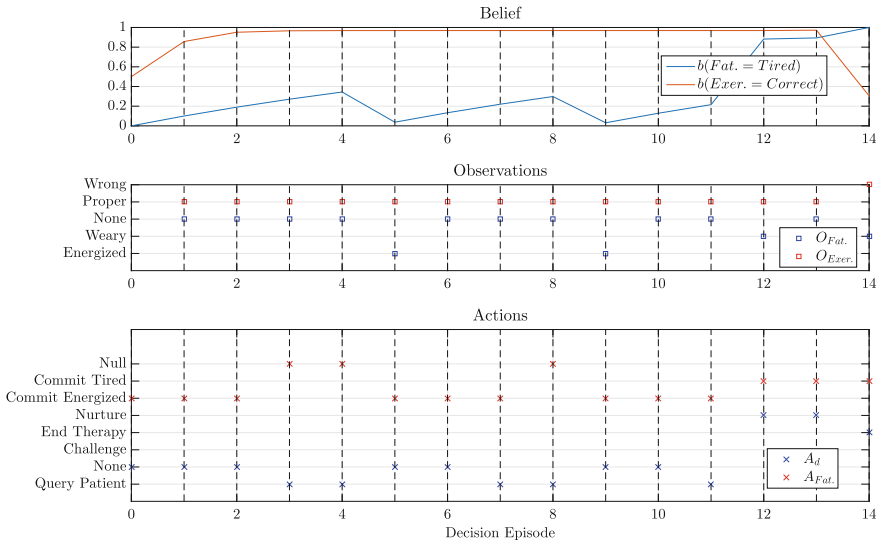 Belief
1
0.8
0.6
0.4
0.2
0
b(Fat. = Tired)
b(Exer. = Correct)
0 2 4 6 8 10 12 14
Observations
Wrong
Proper
None
Weary
Energized
O_Fat.
O_Exer.
0 2 4 6 8 10 12 14
Actions
Null
Commit Tired
Commit Energized
Nurture
End Therapy
Challenge
None
Query Patient
A_d
A_Fat.
0 2 4 6 8 10 12 14
Decision Episode